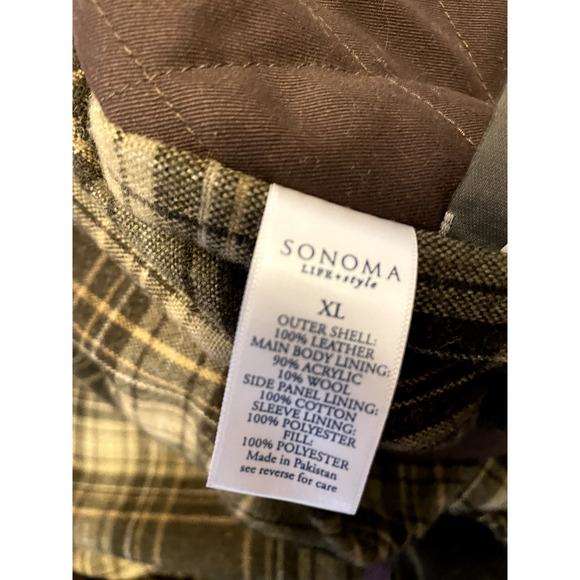 SONOMA
LIFE+style
XL
OUTER SHELL:
100% LEATHER
MAIN BODY LINING:
90% ACRYLIC
10% WOOL
SIDE PANEL LINING:
100% COTTON
SLEEVE LINING:
100% POLYESTER
FILL:
100% POLYESTER
Made in Pakistan
see reverse for care